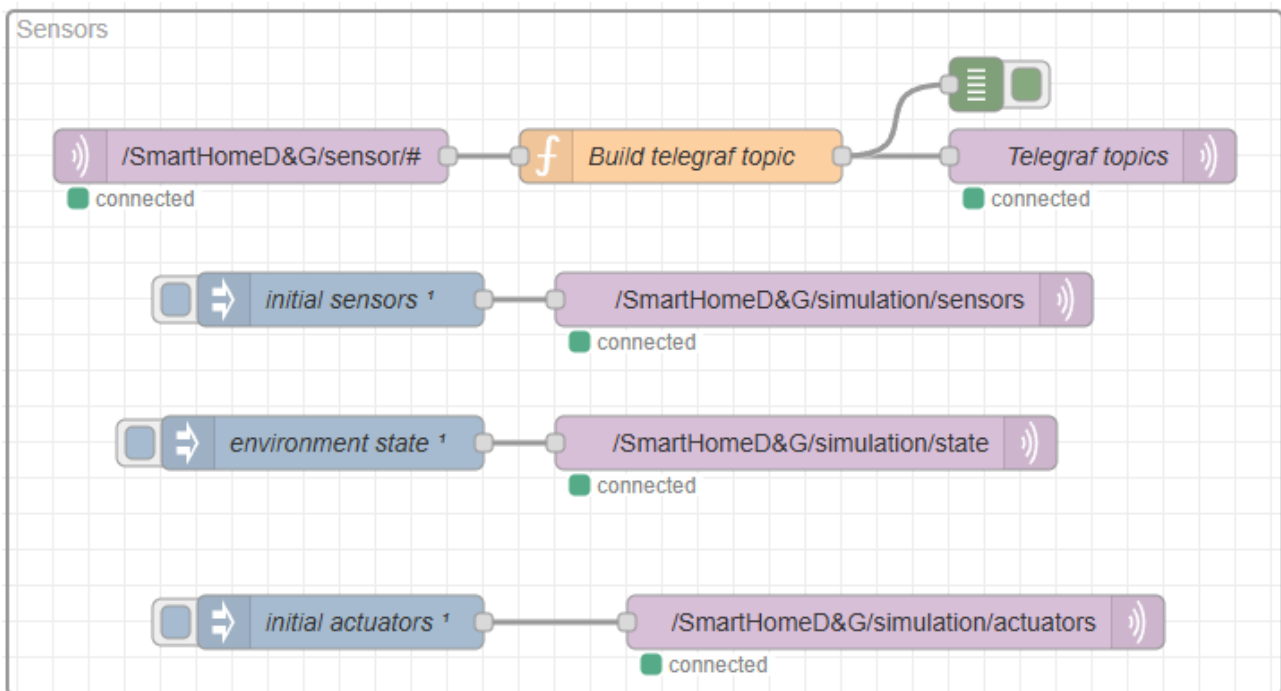 Sensors
/SmartHomeD&G/sensor/#
Build telegraf topic
Telegraf topics
connected
connected
initial sensors ¹
/SmartHomeD&G/simulation/sensors
connected
environment state ¹
/SmartHomeD&G/simulation/state
connected
initial actuators ¹
/SmartHomeD&G/simulation/actuators
connected